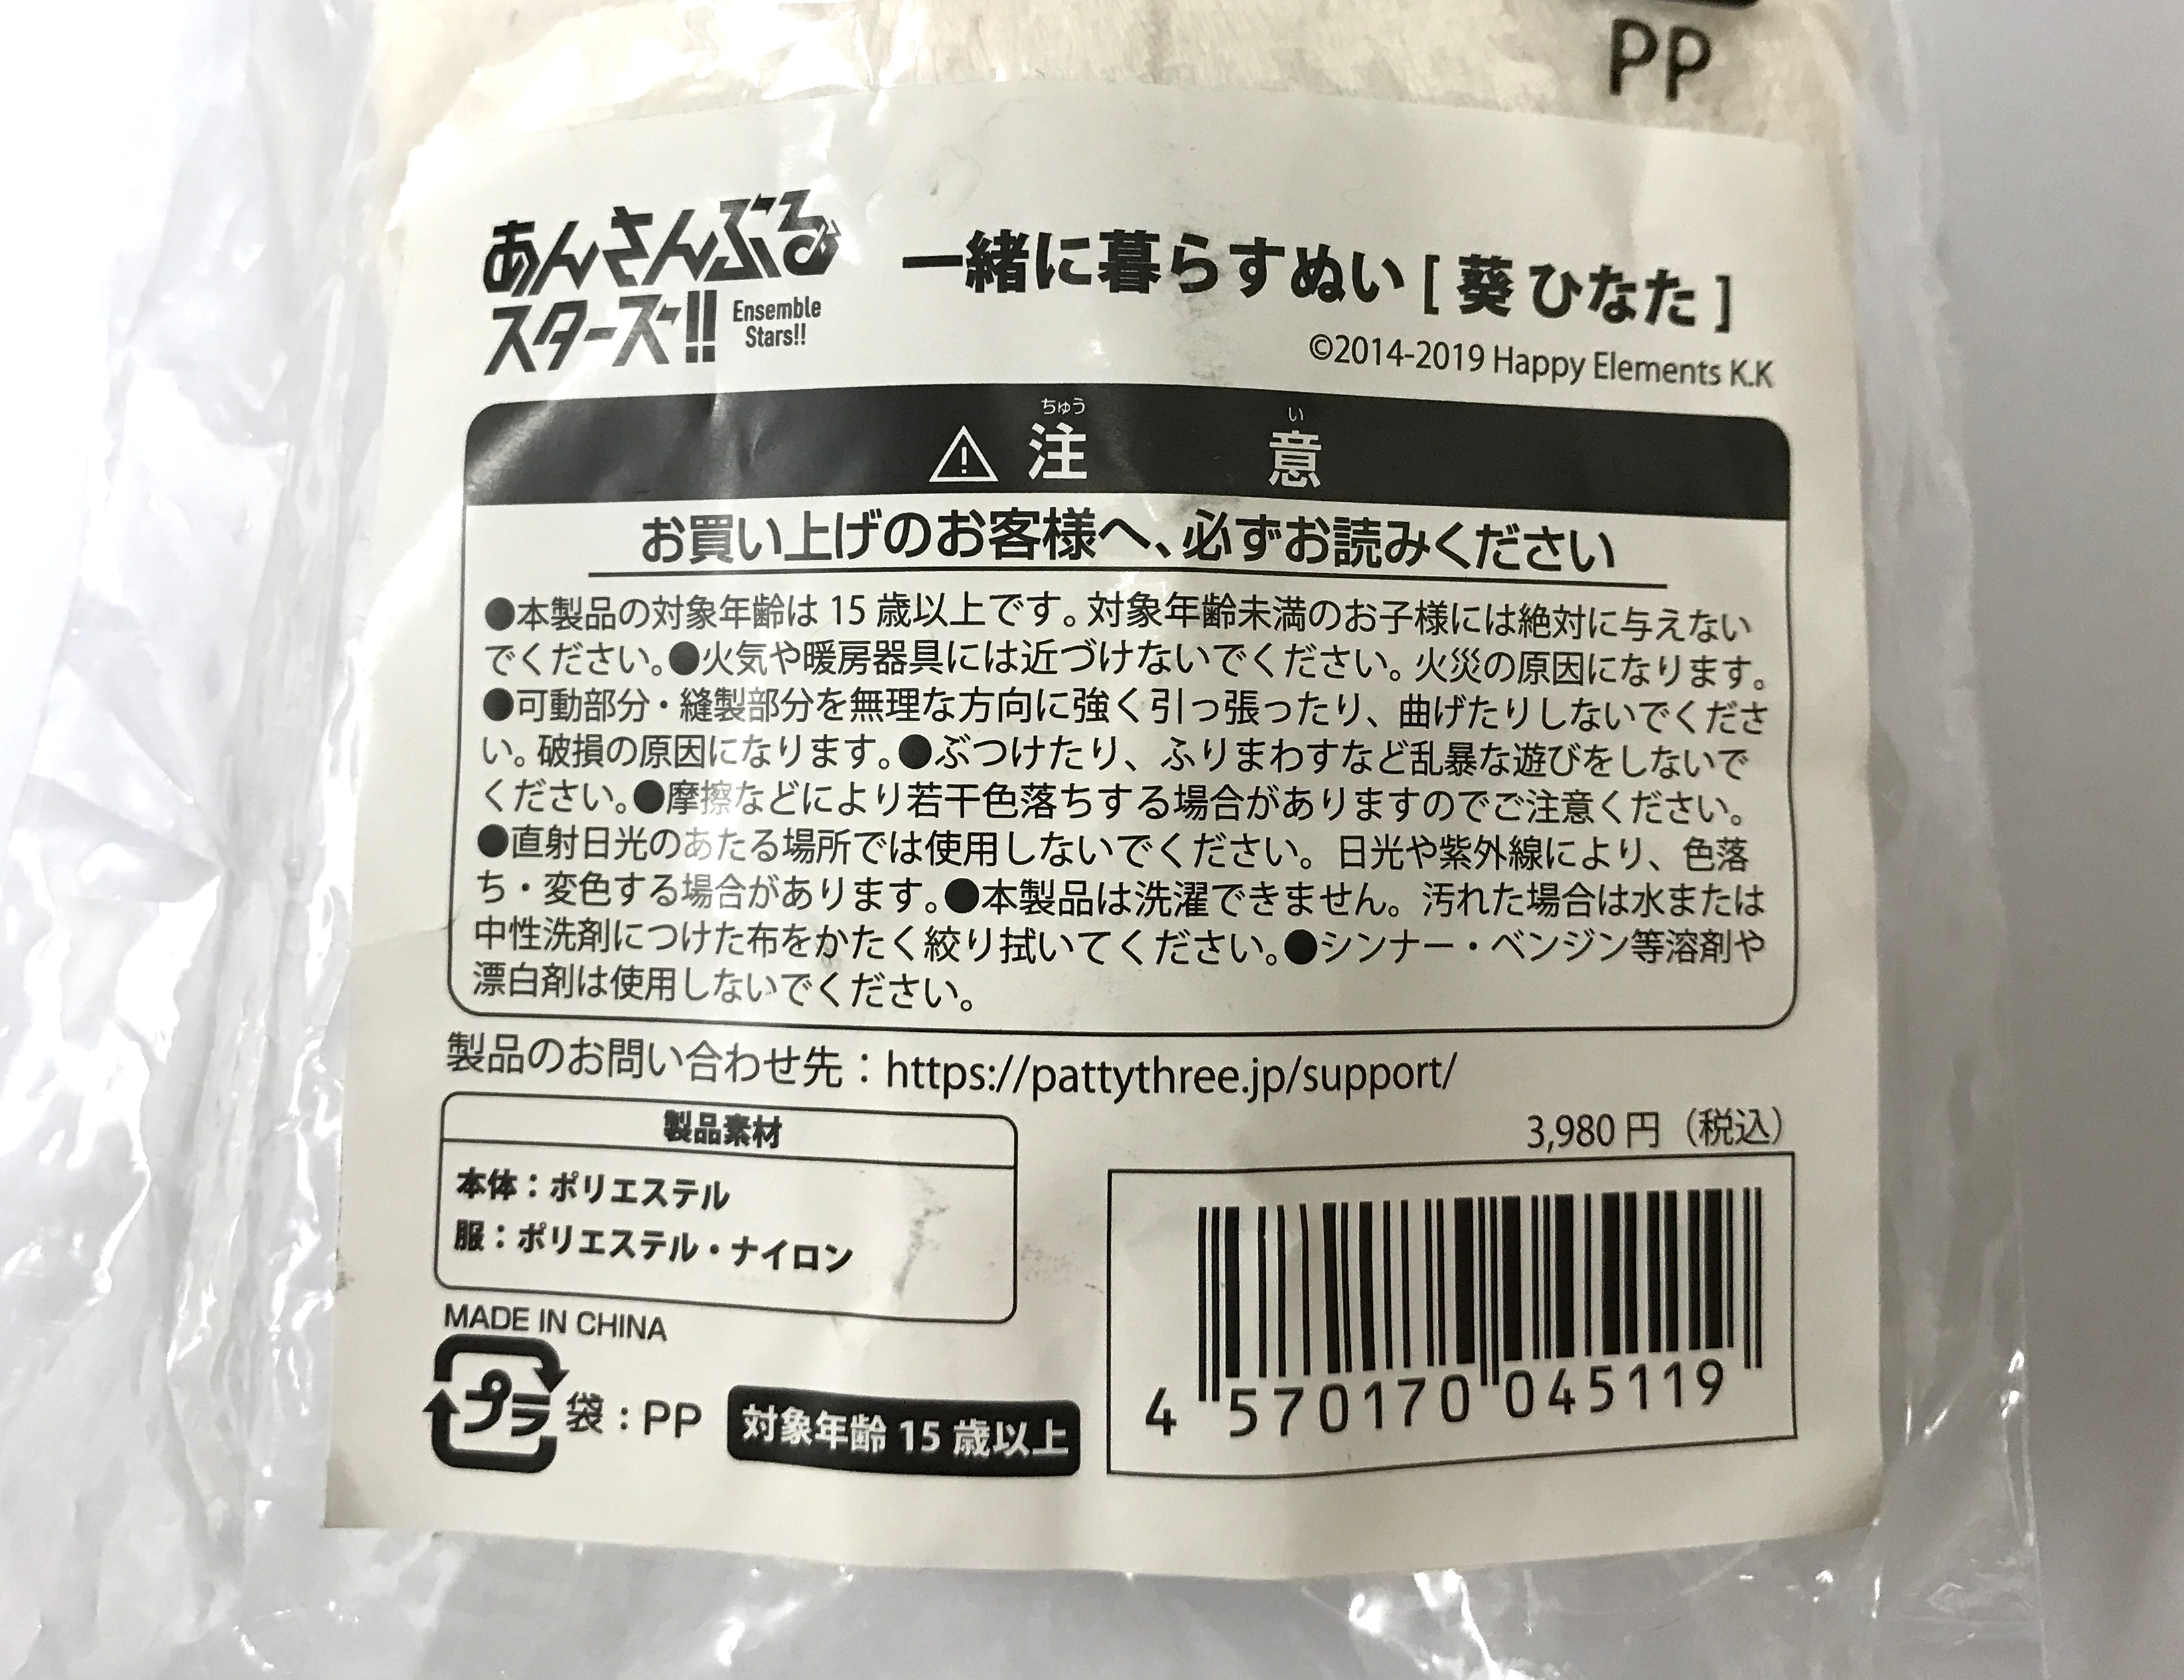 PP
あんさんぶる
スターズ!!
Ensemble
Stars!!
一緒に暮らすぬい [ 葵 ひなた ]
©2014-2019 Happy Elements K.K
ちゅう い
⚠ 注 意
お買い上げのお客様へ、必ずお読みください
●本製品の対象年齢は 15 歳以上です。対象年齢未満のお子様には絶対に与えない
でください。●火気や暖房器具には近づけないでください。火災の原因になります。
●可動部分・縫製部分を無理な方向に強く引っ張ったり、曲げたりしないでくださ
い。破損の原因になります。●ぶつけたり、ふりまわすなど乱暴な遊びをしないで
ください。●摩擦などにより若干色落ちする場合がありますのでご注意ください。
●直射日光のあたる場所では使用しないでください。日光や紫外線により、色落
ち・変色する場合があります。●本製品は洗濯できません。汚れた場合は水または
中性洗剤につけた布をかたく絞り拭いてください。●シンナー・ベンジン等溶剤や
漂白剤は使用しないでください。
製品のお問い合わせ先：https://pattythree.jp/support/
製品素材
本体：ポリエステル
服：ポリエステル・ナイロン
MADE IN CHINA
プラ 袋：PP
対象年齢 15 歳以上
3,980 円（税込）
4 570170 045119